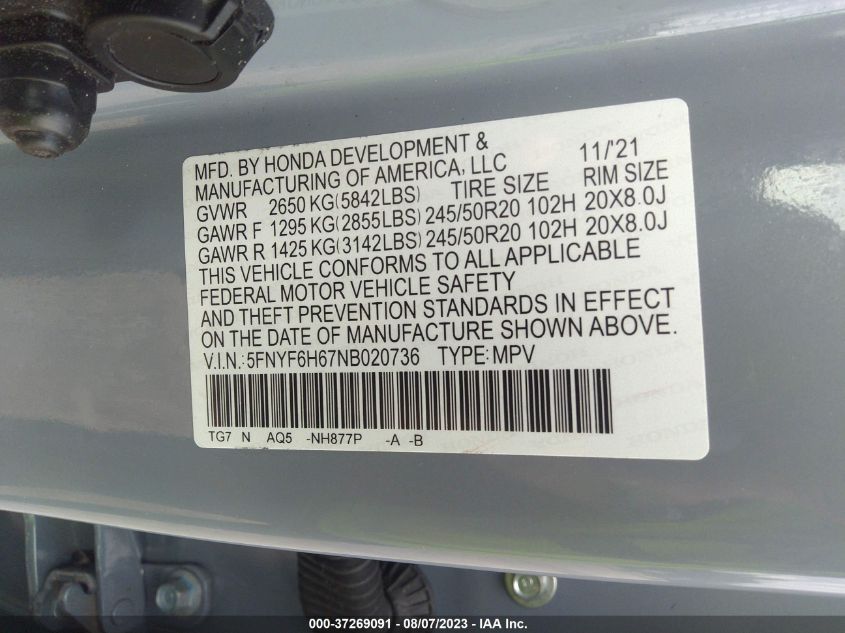 MFD. BY HONDA DEVELOPMENT & 11/'21
MANUFACTURING OF AMERICA, LLC
GVWR 2650 KG(5842LBS) TIRE SIZE RIM SIZE
GAWR F 1295 KG(2855LBS) 245/50R20 102H 20X8.0J
GAWR R 1425 KG(3142LBS) 245/50R20 102H 20X8.0J
THIS VEHICLE CONFORMS TO ALL APPLICABLE
FEDERAL MOTOR VEHICLE SAFETY
AND THEFT PREVENTION STANDARDS IN EFFECT
ON THE DATE OF MANUFACTURE SHOWN ABOVE.
V.I.N.:5FNYF6H67NB020736 TYPE:MPV
TG7 N AQ5 -NH877P -A -B
000-37269091 - 08/07/2023 - IAA Inc.